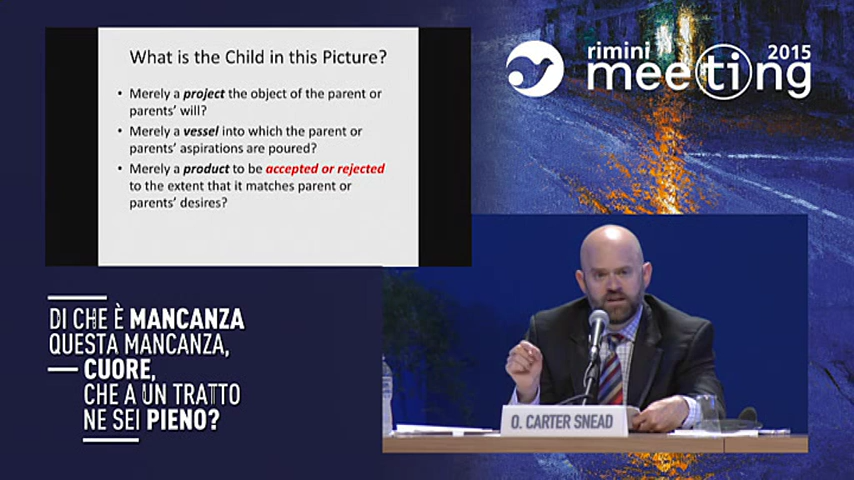 What is the Child in this Picture?
• Merely a project the object of the parent or
parents' will?
• Merely a vessel into which the parent or
parents' aspirations are poured?
• Merely a product to be accepted or rejected
to the extent that it matches parent or
parents' desires?
rimini 2015
meeting
DI CHE È MANCANZA
QUESTA MANCANZA,
CUORE,
CHE A UN TRATTO
NE SEI PIENO?
O. CARTER SNEAD